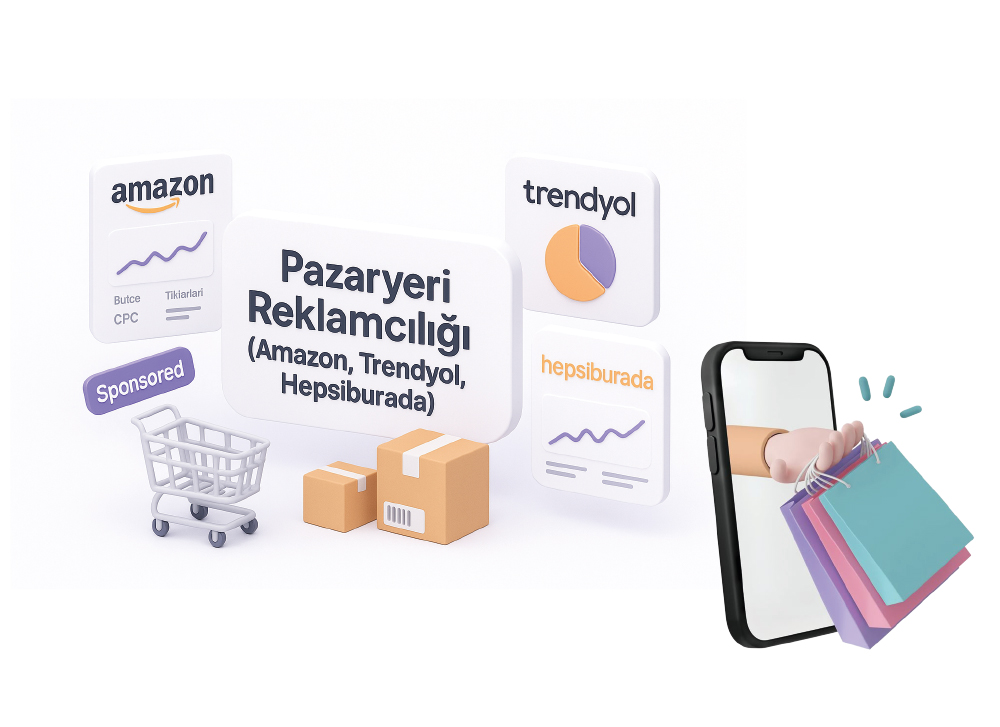 amazon
Butce
Tikiarlari
CPC
Sponsored
Pazaryeri
Reklamcılığı
(Amazon, Trendyol,
Hepsiburada)
trendyol
hepsiburada